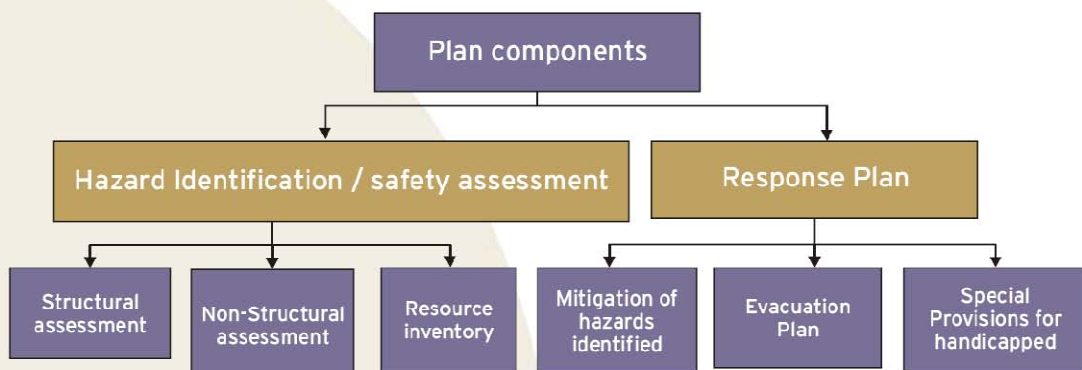 Plan components
Hazard Identification / safety assessment
Response Plan
Structural
assessment
Non-Structural
assessment
Resource
inventory
Mitigation of
hazards
identified
Evacuation
Plan
Special
Provisions for
handicapped